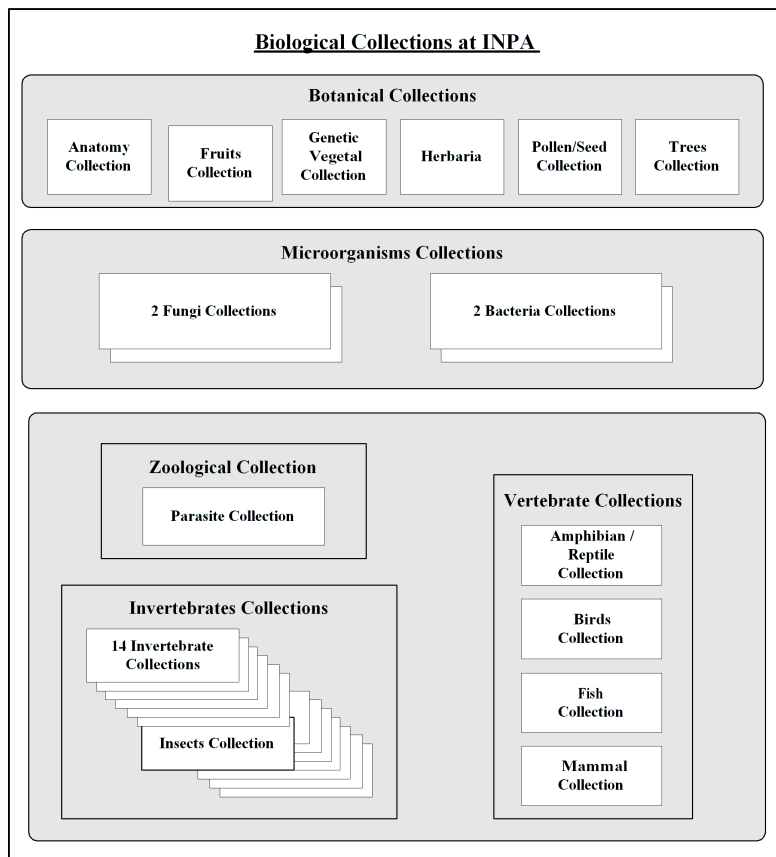 Biological Collections at INPA
Botanical Collections
Anatomy
Collection
Fruits
Collection
Genetic
Vegetal
Collection
Herbaria
Pollen/Seed
Collection
Trees
Collection
Microorganisms Collections
2 Fungi Collections
2 Bacteria Collections
Zoological Collection
Parasite Collection
Invertebrates Collections
14 Invertebrate
Collections
Insects Collection
Vertebrate Collections
Amphibian /
Reptile
Collection
Birds
Collection
Fish
Collection
Mammal
Collection